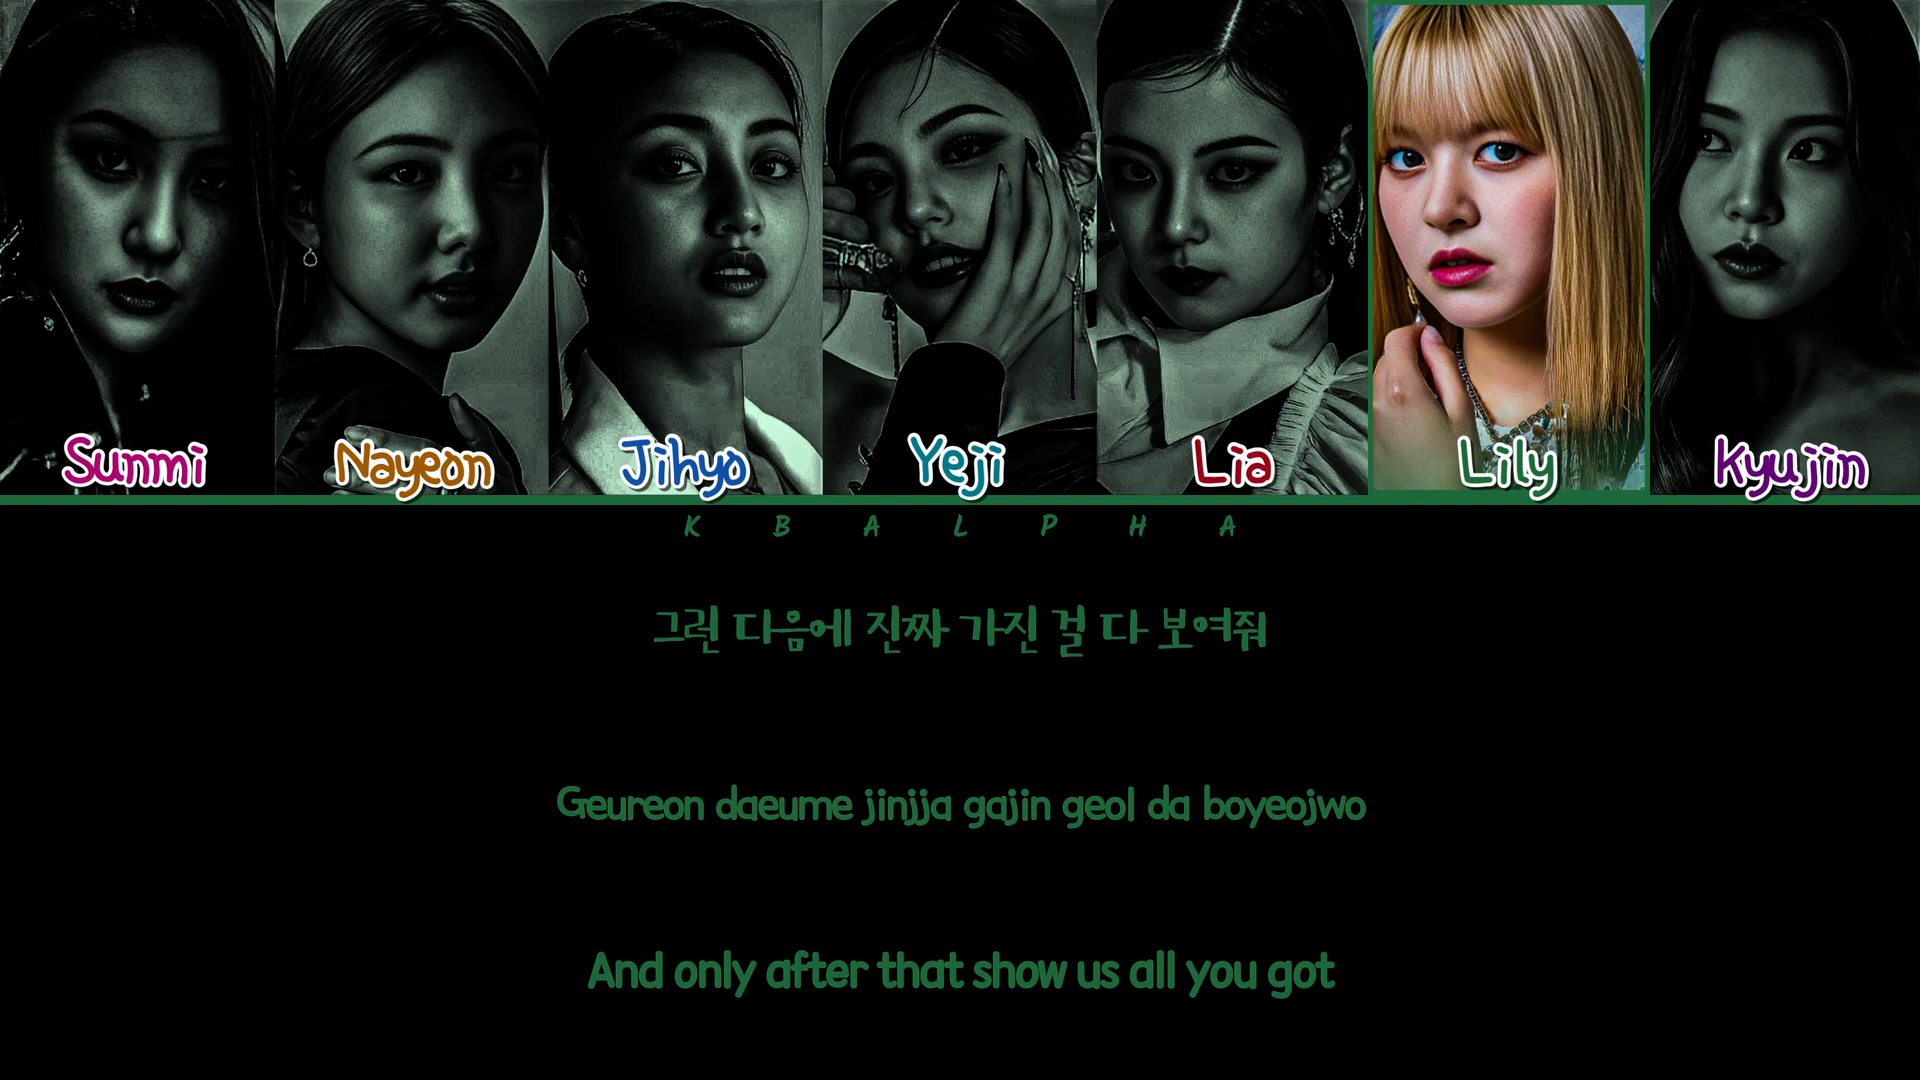 Sunmi Nayeon Jihyo Yeji Lia Lily Kyujin
K B A L P H A
그런 다음에 진짜 가진 걸 다 보여줘
Geureon daeume jinjja gajin geol da boyeojwo
And only after that show us all you got